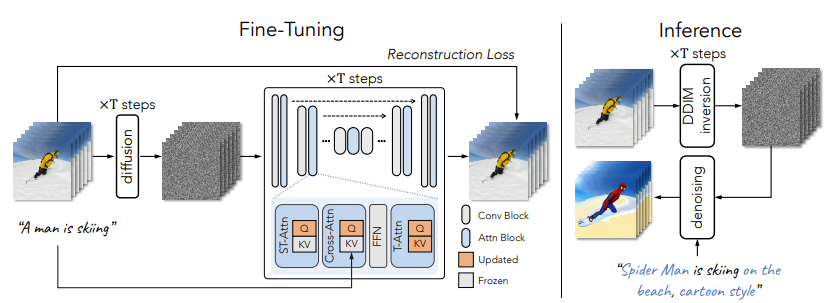 Fine-Tuning
Reconstruction Loss
×T steps
×T steps
diffusion
"A man is skiing"
ST-Attn
Q
KV
Cross-Attn
Q
KV
FFN
T-Attn
Q
KV
Conv Block
Attn Block
Updated
Frozen
Inference
×T steps
DDIM
inversion
denoising
"Spider Man is skiing on the
beach, cartoon style"